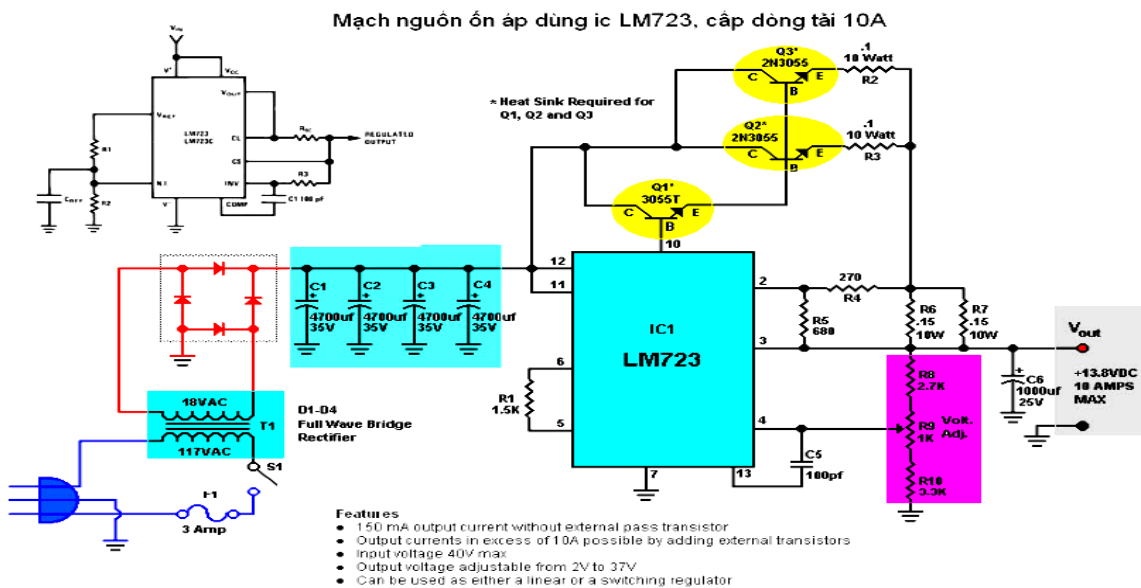 Mạch nguồn ổn áp dùng ic LM723, cấp dòng tải 10A
VIN
V+
VCC
VOUT
VREF
LM723
LM723C
CL
RSC
REGULATED
OUTPUT
CS
R1
R3
N.I.
INV
CREF
R2
C1 100 pf
V-
COMP
* Heat Sink Required for
Q1, Q2 and Q3
Q3*
2N3055
C
E
B
.1
10 Watt
R2
Q2*
2N3055
C
E
B
.1
10 Watt
R3
Q1*
3055T
C
E
B
10
12
11
C1
+
4700uf
35V
C2
+
4700uf
35V
C3
+
4700uf
35V
C4
+
4700uf
35V
IC1
LM723
2
270
R4
R5
680
R6
.15
10W
R7
.15
10W
3
Vout
+13.8VDC
10 AMPS
MAX
C6
+
1000uf
25V
6
R1
1.5K
5
R8
2.7K
4
R9
1K
Volt.
Adj.
C5
100pf
R10
3.3K
7
13
18VAC
T1
117VAC
D1-D4
Full Wave Bridge
Rectifier
S1
F1
3 Amp
Features
● 150 mA output current without external pass transistor
● Output currents in excess of 10A possible by adding external transistors
● Input voltage 40V max
● Output voltage adjustable from 2V to 37V
● Can be used as either a linear or a switching regulator